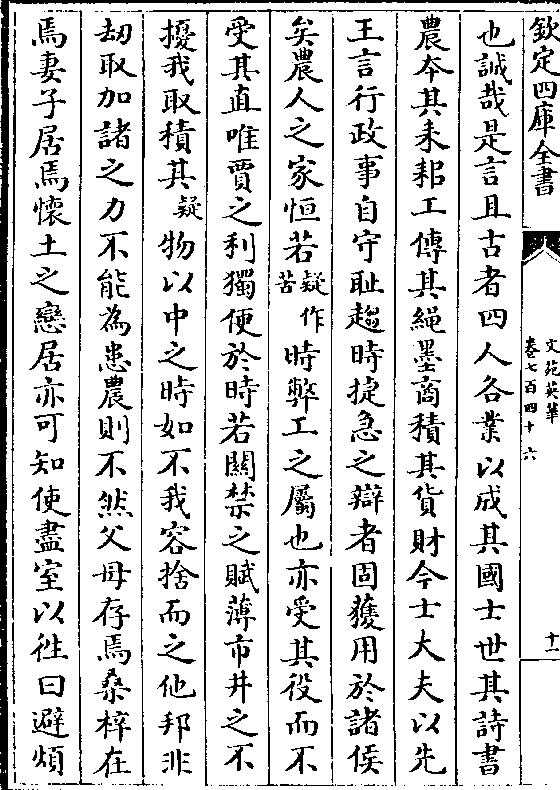 欽定四庫全書
文苑英華
卷七百四十六
十一
也誠哉是言且古者四人各業以成其國士世其詩書
農夲其耒耜工傳其繩墨商積其貨財今士大夫以先
王言行政事自守耻趨時捷急之辯者固獲用於諸侯
矣農人之家恒若疑作苦時弊工之屬也亦受其役而不
受其直唯賈之利獨便於時若關禁之賦薄市井之不
擾我取積其疑物以中之時如不我容捨而之他邦非
刼取加諸之力不能為患農則不然父母存焉桑梓在
焉妻子居焉懷土之戀居亦可知使盡室以徃曰避煩